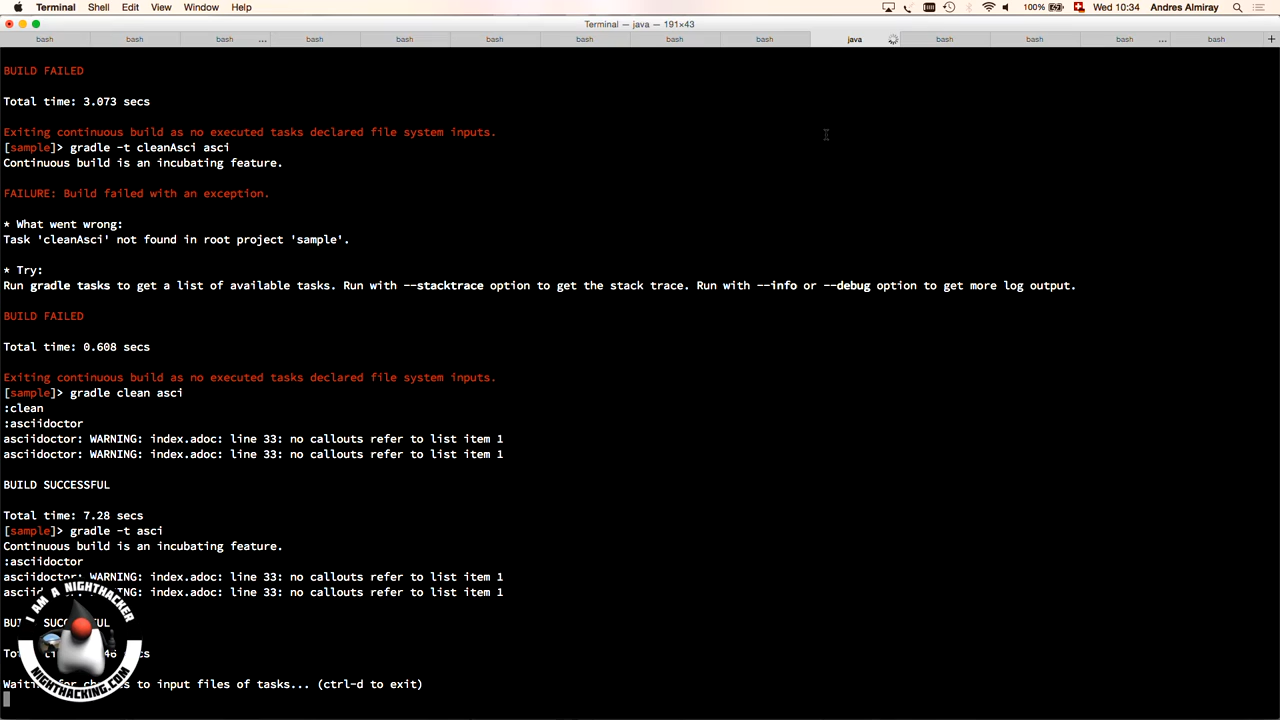 Terminal Shell Edit View Window Help 100% Wed 10:34 Andres Almiray
Terminal — java — 191×43
bash bash bash ... bash bash bash bash bash bash java bash bash bash ... bash +
BUILD FAILED
Total time: 3.073 secs
Exiting continuous build as no executed tasks declared file system inputs.
[sample]> gradle -t cleanAsci asci
Continuous build is an incubating feature.
FAILURE: Build failed with an exception.
* What went wrong:
Task 'cleanAsci' not found in root project 'sample'.
* Try:
Run gradle tasks to get a list of available tasks. Run with --stacktrace option to get the stack trace. Run with --info or --debug option to get more log output.
BUILD FAILED
Total time: 0.608 secs
Exiting continuous build as no executed tasks declared file system inputs.
[sample]> gradle clean asci
:clean
:asciidoctor
asciidoctor: WARNING: index.adoc: line 33: no callouts refer to list item 1
asciidoctor: WARNING: index.adoc: line 33: no callouts refer to list item 1
BUILD SUCCESSFUL
Total time: 7.28 secs
[sample]> gradle -t asci
Continuous build is an incubating feature.
:asciidoctor
asciidoctor: WARNING: index.adoc: line 33: no callouts refer to list item 1
index.adoc: line 33: no callouts refer to list item 1
I AM A NIGHTHACKER
secs
to input files of tasks... (ctrl-d to exit)
NIGHTHACKING.COM